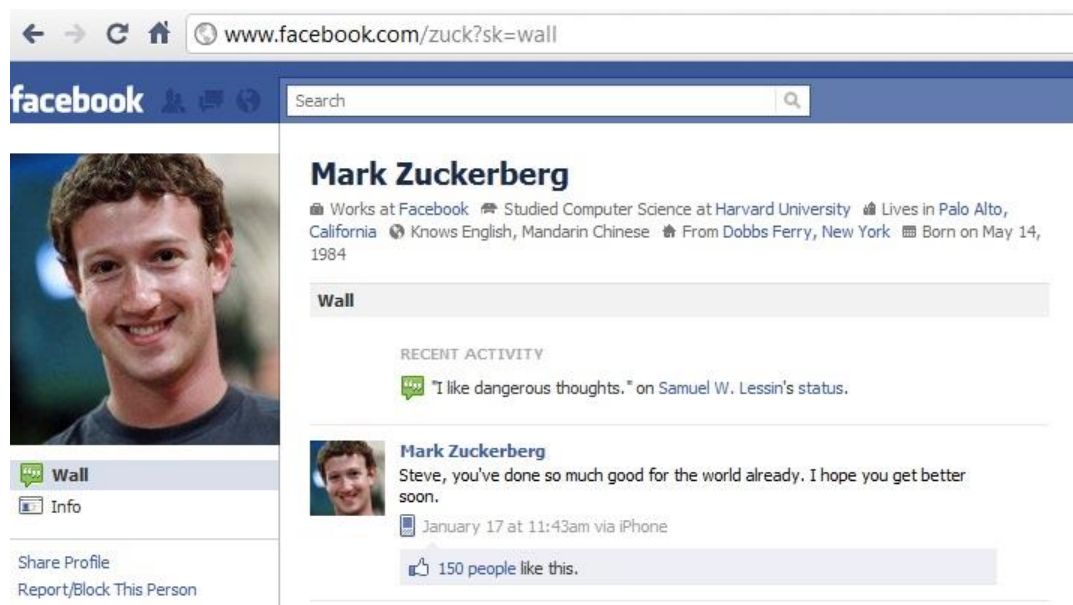 www.facebook.com/zuck?sk=wall
facebook
Search
Mark Zuckerberg
Works at Facebook Studied Computer Science at Harvard University Lives in Palo Alto,
California Knows English, Mandarin Chinese From Dobbs Ferry, New York Born on May 14,
1984
Wall
RECENT ACTIVITY
"I like dangerous thoughts." on Samuel W. Lessin's status.
Mark Zuckerberg
Steve, you've done so much good for the world already. I hope you get better
soon.
January 17 at 11:43am via iPhone
150 people like this.
Wall
Info
Share Profile
Report/Block This Person